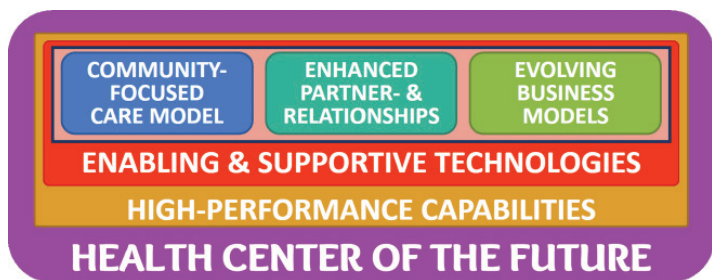 COMMUNITY-
FOCUSED
CARE MODEL
ENHANCED
PARTNER- &
RELATIONSHIPS
EVOLVING
BUSINESS
MODELS
ENABLING & SUPPORTIVE TECHNOLOGIES
HIGH-PERFORMANCE CAPABILITIES
HEALTH CENTER OF THE FUTURE